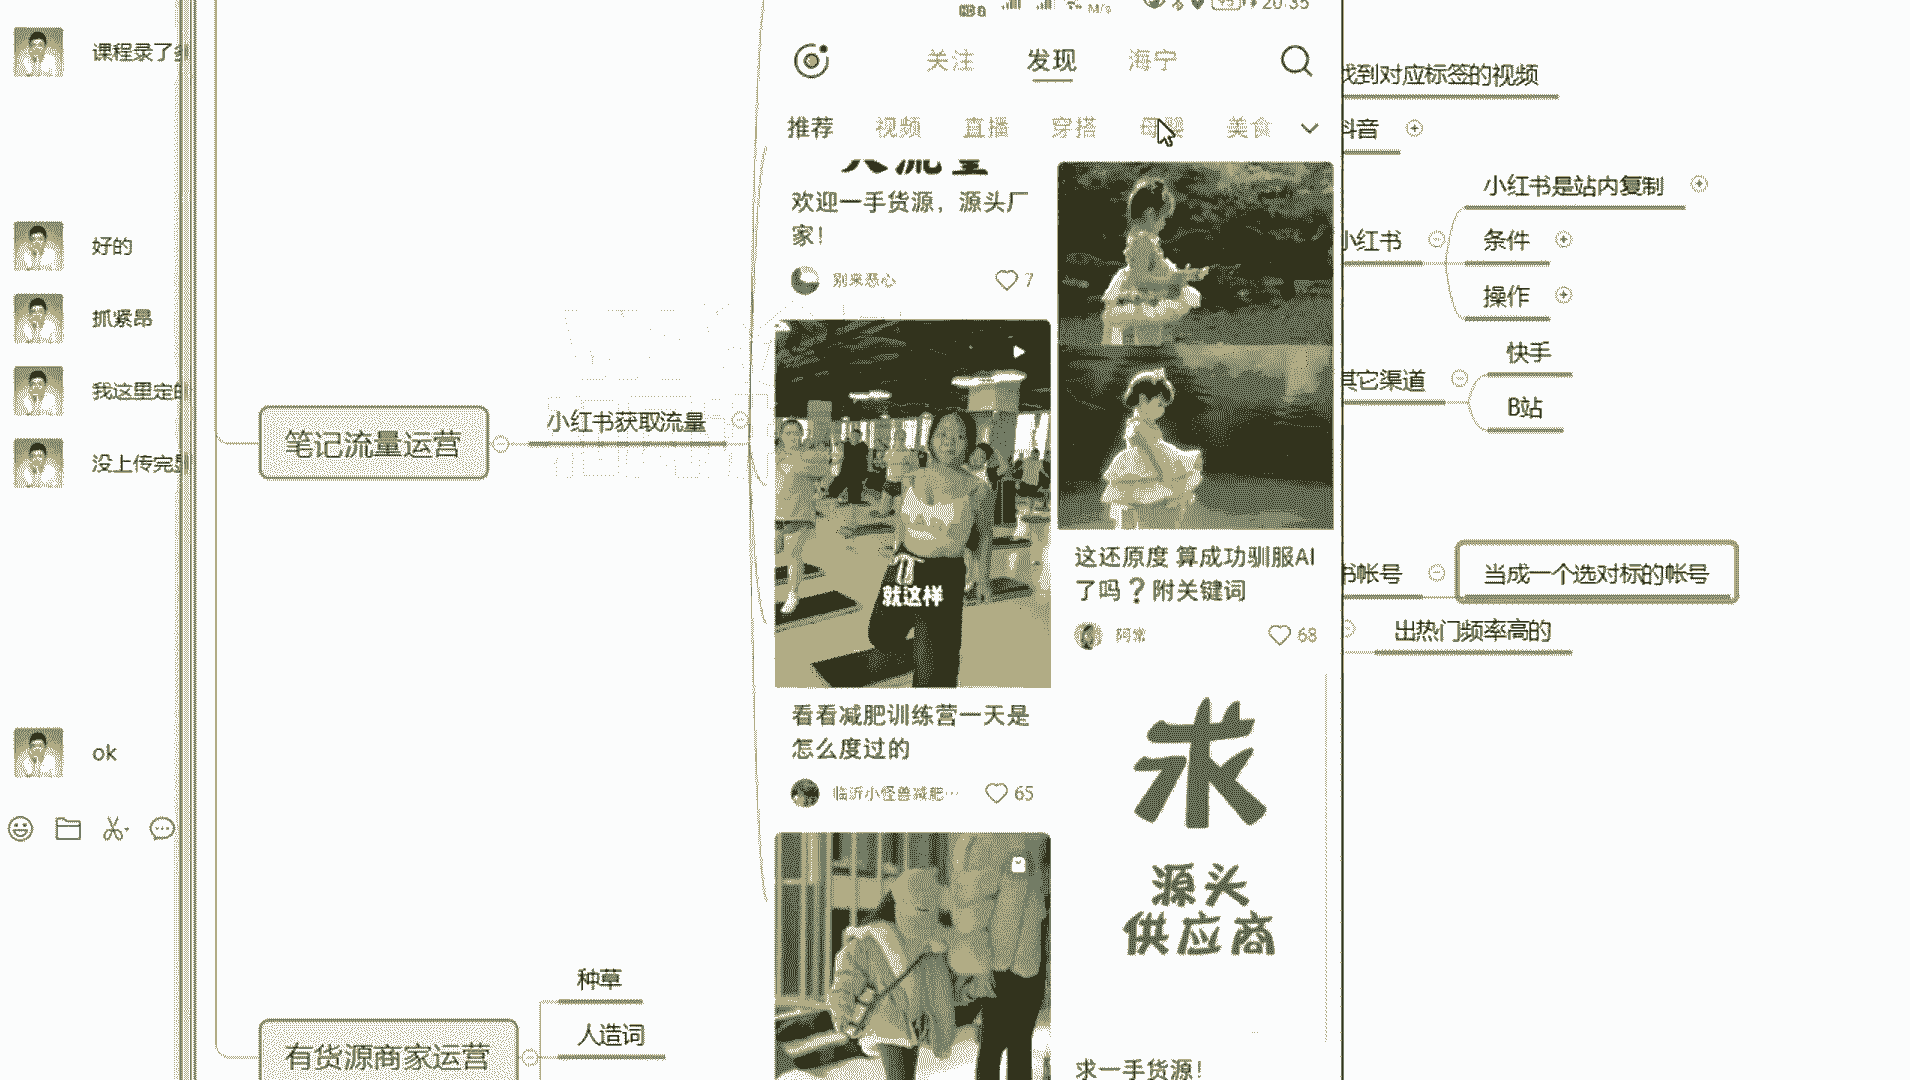 课程录了
好的
抓紧昂
我这里定的
没上传完
ok
笔记流量运营
小红书获取流量
有货源商家运营
种草
人造词
M/s
20:35
关注
发现
海宁
推荐
视频
直播
穿搭
母婴
美食
欢迎一手货源，源头厂
家！
别来恶心
7
就这样
看看减肥训练营一天是
怎么度过的
临沂小怪兽减肥…
65
这还原度 算成功驯服AI
了吗？附关键词
阿常
68
求
源头
供应商
求一手货源！
找到对应标签的视频
抖音
小红书
小红书是站内复制
条件
操作
其它渠道
快手
B站
书帐号
当成一个选对标的帐号
出热门频率高的